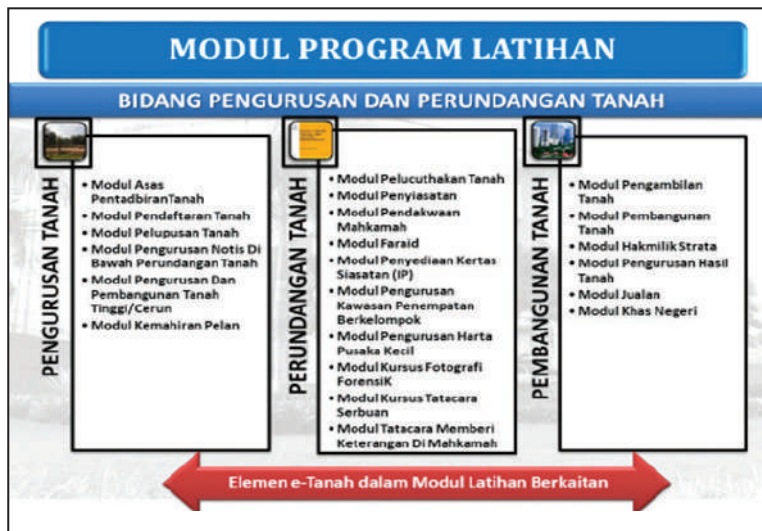 MODUL PROGRAM LATIHAN
BIDANG PENGURUSAN DAN PERUNDANGAN TANAH
PENGURUSAN TANAH
• Modul Asas
PentadbiranTanah
• Modul Pendaftaran Tanah
• Modul Pelupusan Tanah
• Modul Pengurusan Notis Di
Bawah Perundangan Tanah
• Modul Pengurusan Dan
Pembangunan Tanah
Tinggi/Cerun
• Modul Kemahiran Pelan
PERUNDANGAN TANAH
• Modul Pelucuthakan Tanah
• Modul Penyiasatan
• Modul Pendakwaan
Mahkamah
• Modul Faraid
• Modul Penyediaan Kertas
Siasatan (IP)
• Modul Pengurusan
Kawasan Penempatan
Berkelompok
• Modul Pengurusan Harta
Pusaka Kecil
• Modul Kursus Fotografi
ForensiK
• Modul Kursus Tatacara
Serbuan
• Modul Tatacara Memberi
Keterangan Di Mahkamah
PEMBANGUNAN TANAH
• Modul Pengambilan
Tanah
• Modul Pembangunan
Tanah
• Modul Hakmilik Strata
• Modul Pengurusan Hasil
Tanah
• Modul Jualan
• Modul Khas Negeri
Elemen e-Tanah dalam Modul Latihan Berkaitan